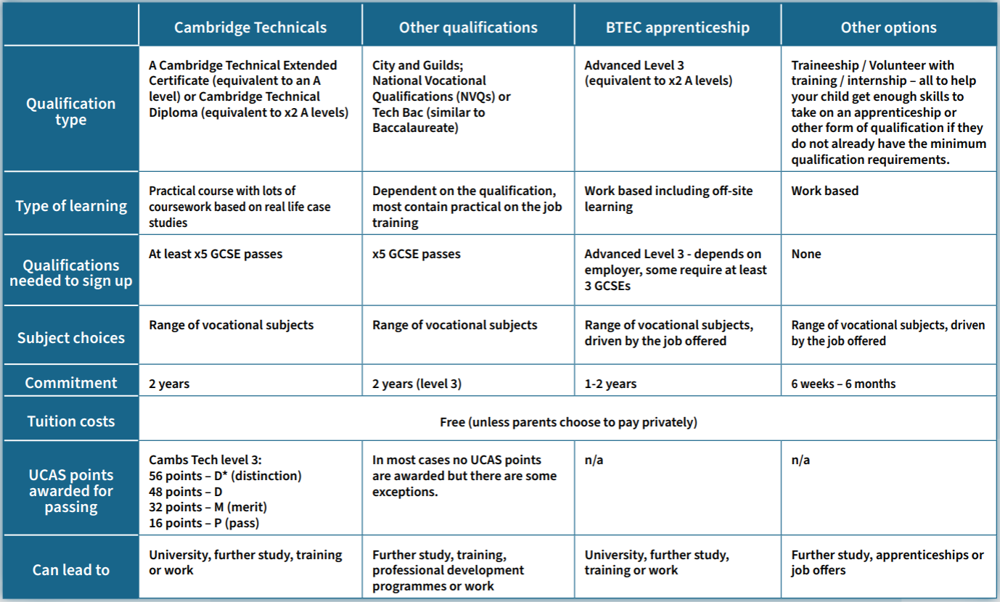 Cambridge Technicals
Other qualifications
BTEC apprenticeship
Other options
Qualification
type
A Cambridge Technical Extended
Certificate (equivalent to an A
level) or Cambridge Technical
Diploma (equivalent to x2 A levels)
City and Guilds;
National Vocational
Qualifications (NVQs) or
Tech Bac (similar to
Baccalaureate)
Advanced Level 3
(equivalent to x2 A levels)
Traineeship / Volunteer with
training / internship – all to help
your child get enough skills to
take on an apprenticeship or
other form of qualification if they
do not already have the minimum
qualification requirements.
Type of learning
Practical course with lots of
coursework based on real life case
studies
Dependent on the qualification,
most contain practical on the job
training
Work based including off-site
learning
Work based
Qualifications
needed to sign up
At least x5 GCSE passes
x5 GCSE passes
Advanced Level 3 - depends on
employer, some require at least
3 GCSEs
None
Subject choices
Range of vocational subjects
Range of vocational subjects
Range of vocational subjects,
driven by the job offered
Range of vocational subjects, driven
by the job offered
Commitment
2 years
2 years (level 3)
1-2 years
6 weeks – 6 months
Tuition costs
Free (unless parents choose to pay privately)
UCAS points
awarded for
passing
Cambs Tech level 3:
56 points – D* (distinction)
48 points – D
32 points – M (merit)
16 points – P (pass)
In most cases no UCAS points
are awarded but there are some
exceptions.
n/a
n/a
Can lead to
University, further study, training
or work
Further study, training,
professional development
programmes or work
University, further study,
training or work
Further study, apprenticeships or
job offers